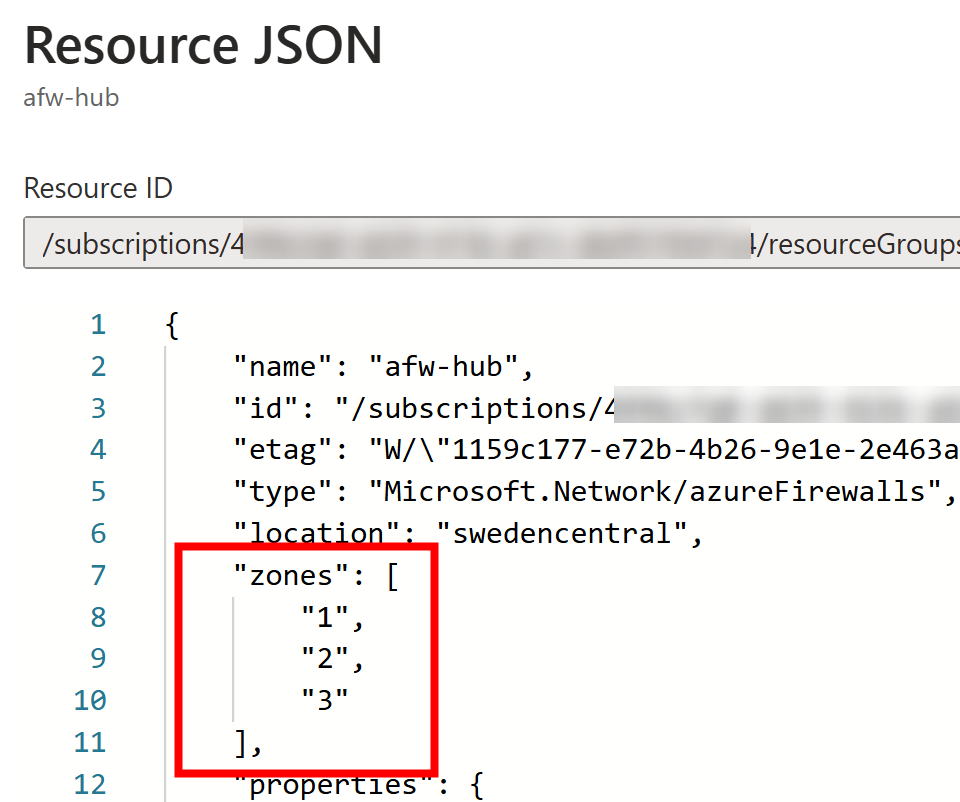 Resource JSON
afw-hub
Resource ID
/subscriptions/4 4/resourceGroups
1 {
2 "name": "afw-hub",
3 "id": "/subscriptions/4
4 "etag": "W/\"1159c177-e72b-4b26-9e1e-2e463a
5 "type": "Microsoft.Network/azureFirewalls",
6 "location": "swedencentral",
7 "zones": [
8 "1",
9 "2",
10 "3"
11 ],
12 "properties": {